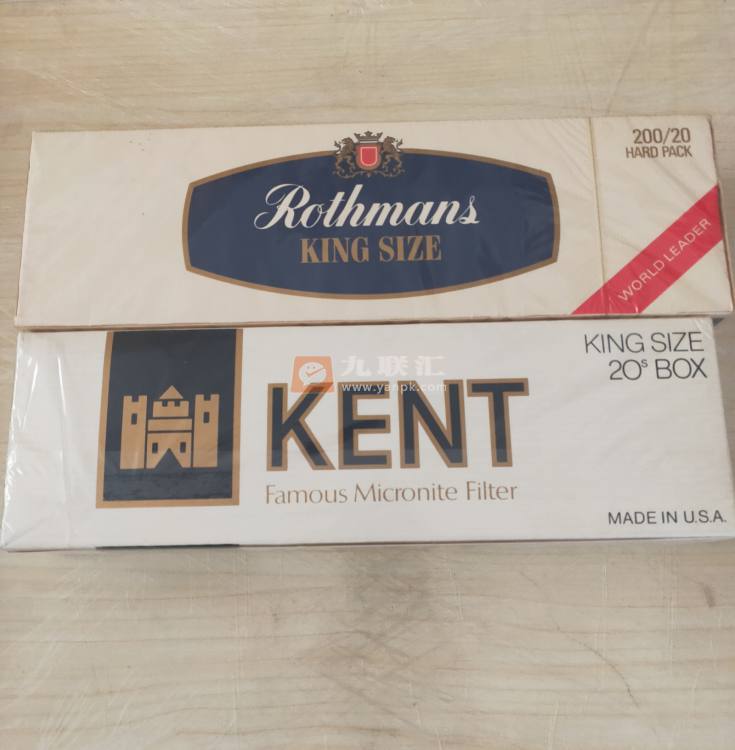 200/20
HARD PACK
Rothmans
KING SIZE
WORLD LEADER
KING SIZE
20s BOX
九联汇
www.yanpk.com
KENT
Famous Micronite Filter
MADE IN U.S.A.